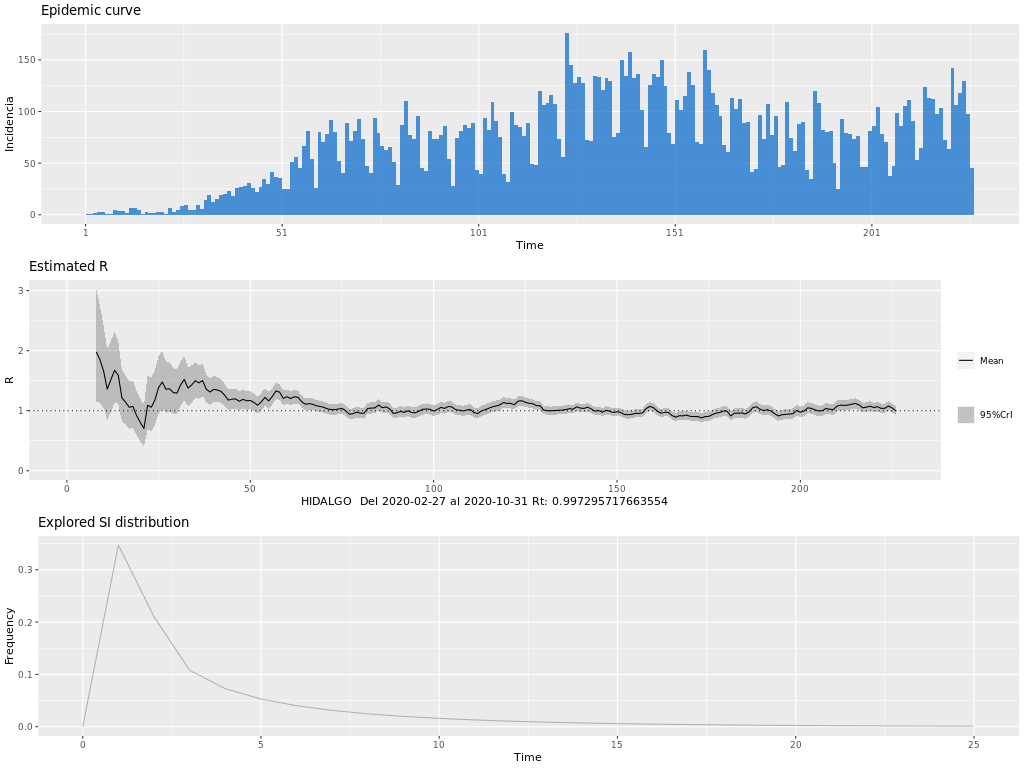 Epidemic curve
150
100
50
0
Incidencia
1
51
101
151
201
Time
Estimated R
3
2
1
0
R
0
50
100
150
200
HIDALGO Del 2020-02-27 al 2020-10-31 Rt: 0.997295717663554
Mean
95%CrI
Explored SI distribution
0.3
0.2
0.1
0.0
Frequency
0
5
10
15
20
25
Time